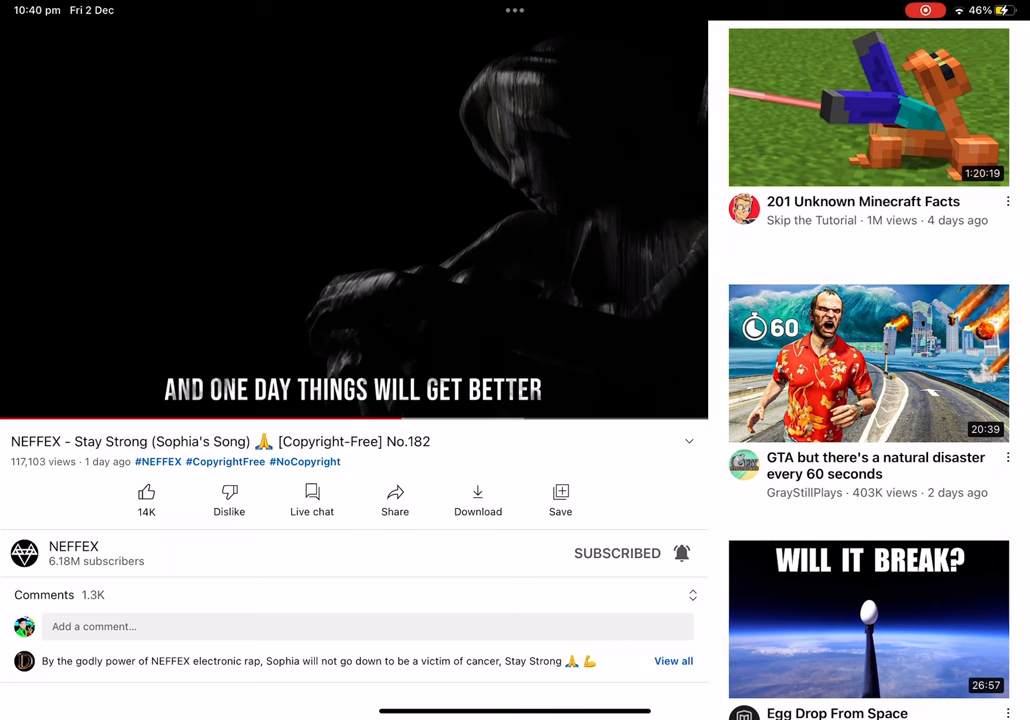 10:40 pm Fri 2 Dec
46%
AND ONE DAY THINGS WILL GET BETTER
NEFFEX - Stay Strong (Sophia's Song) 🙏 [Copyright-Free] No.182
117,103 views · 1 day ago #NEFFEX #CopyrightFree #NoCopyright
14K
Dislike
Live chat
Share
Download
Save
NEFFEX
6.18M subscribers
SUBSCRIBED
Comments 1.3K
Add a comment...
By the godly power of NEFFEX electronic rap, Sophia will not go down to be a victim of cancer, Stay Strong 🙏 💪
View all
1:20:19
201 Unknown Minecraft Facts
Skip the Tutorial · 1M views · 4 days ago
60
20:39
GTA but there's a natural disaster
every 60 seconds
GrayStillPlays · 403K views · 2 days ago
WILL IT BREAK?
26:57
Egg Drop From Space